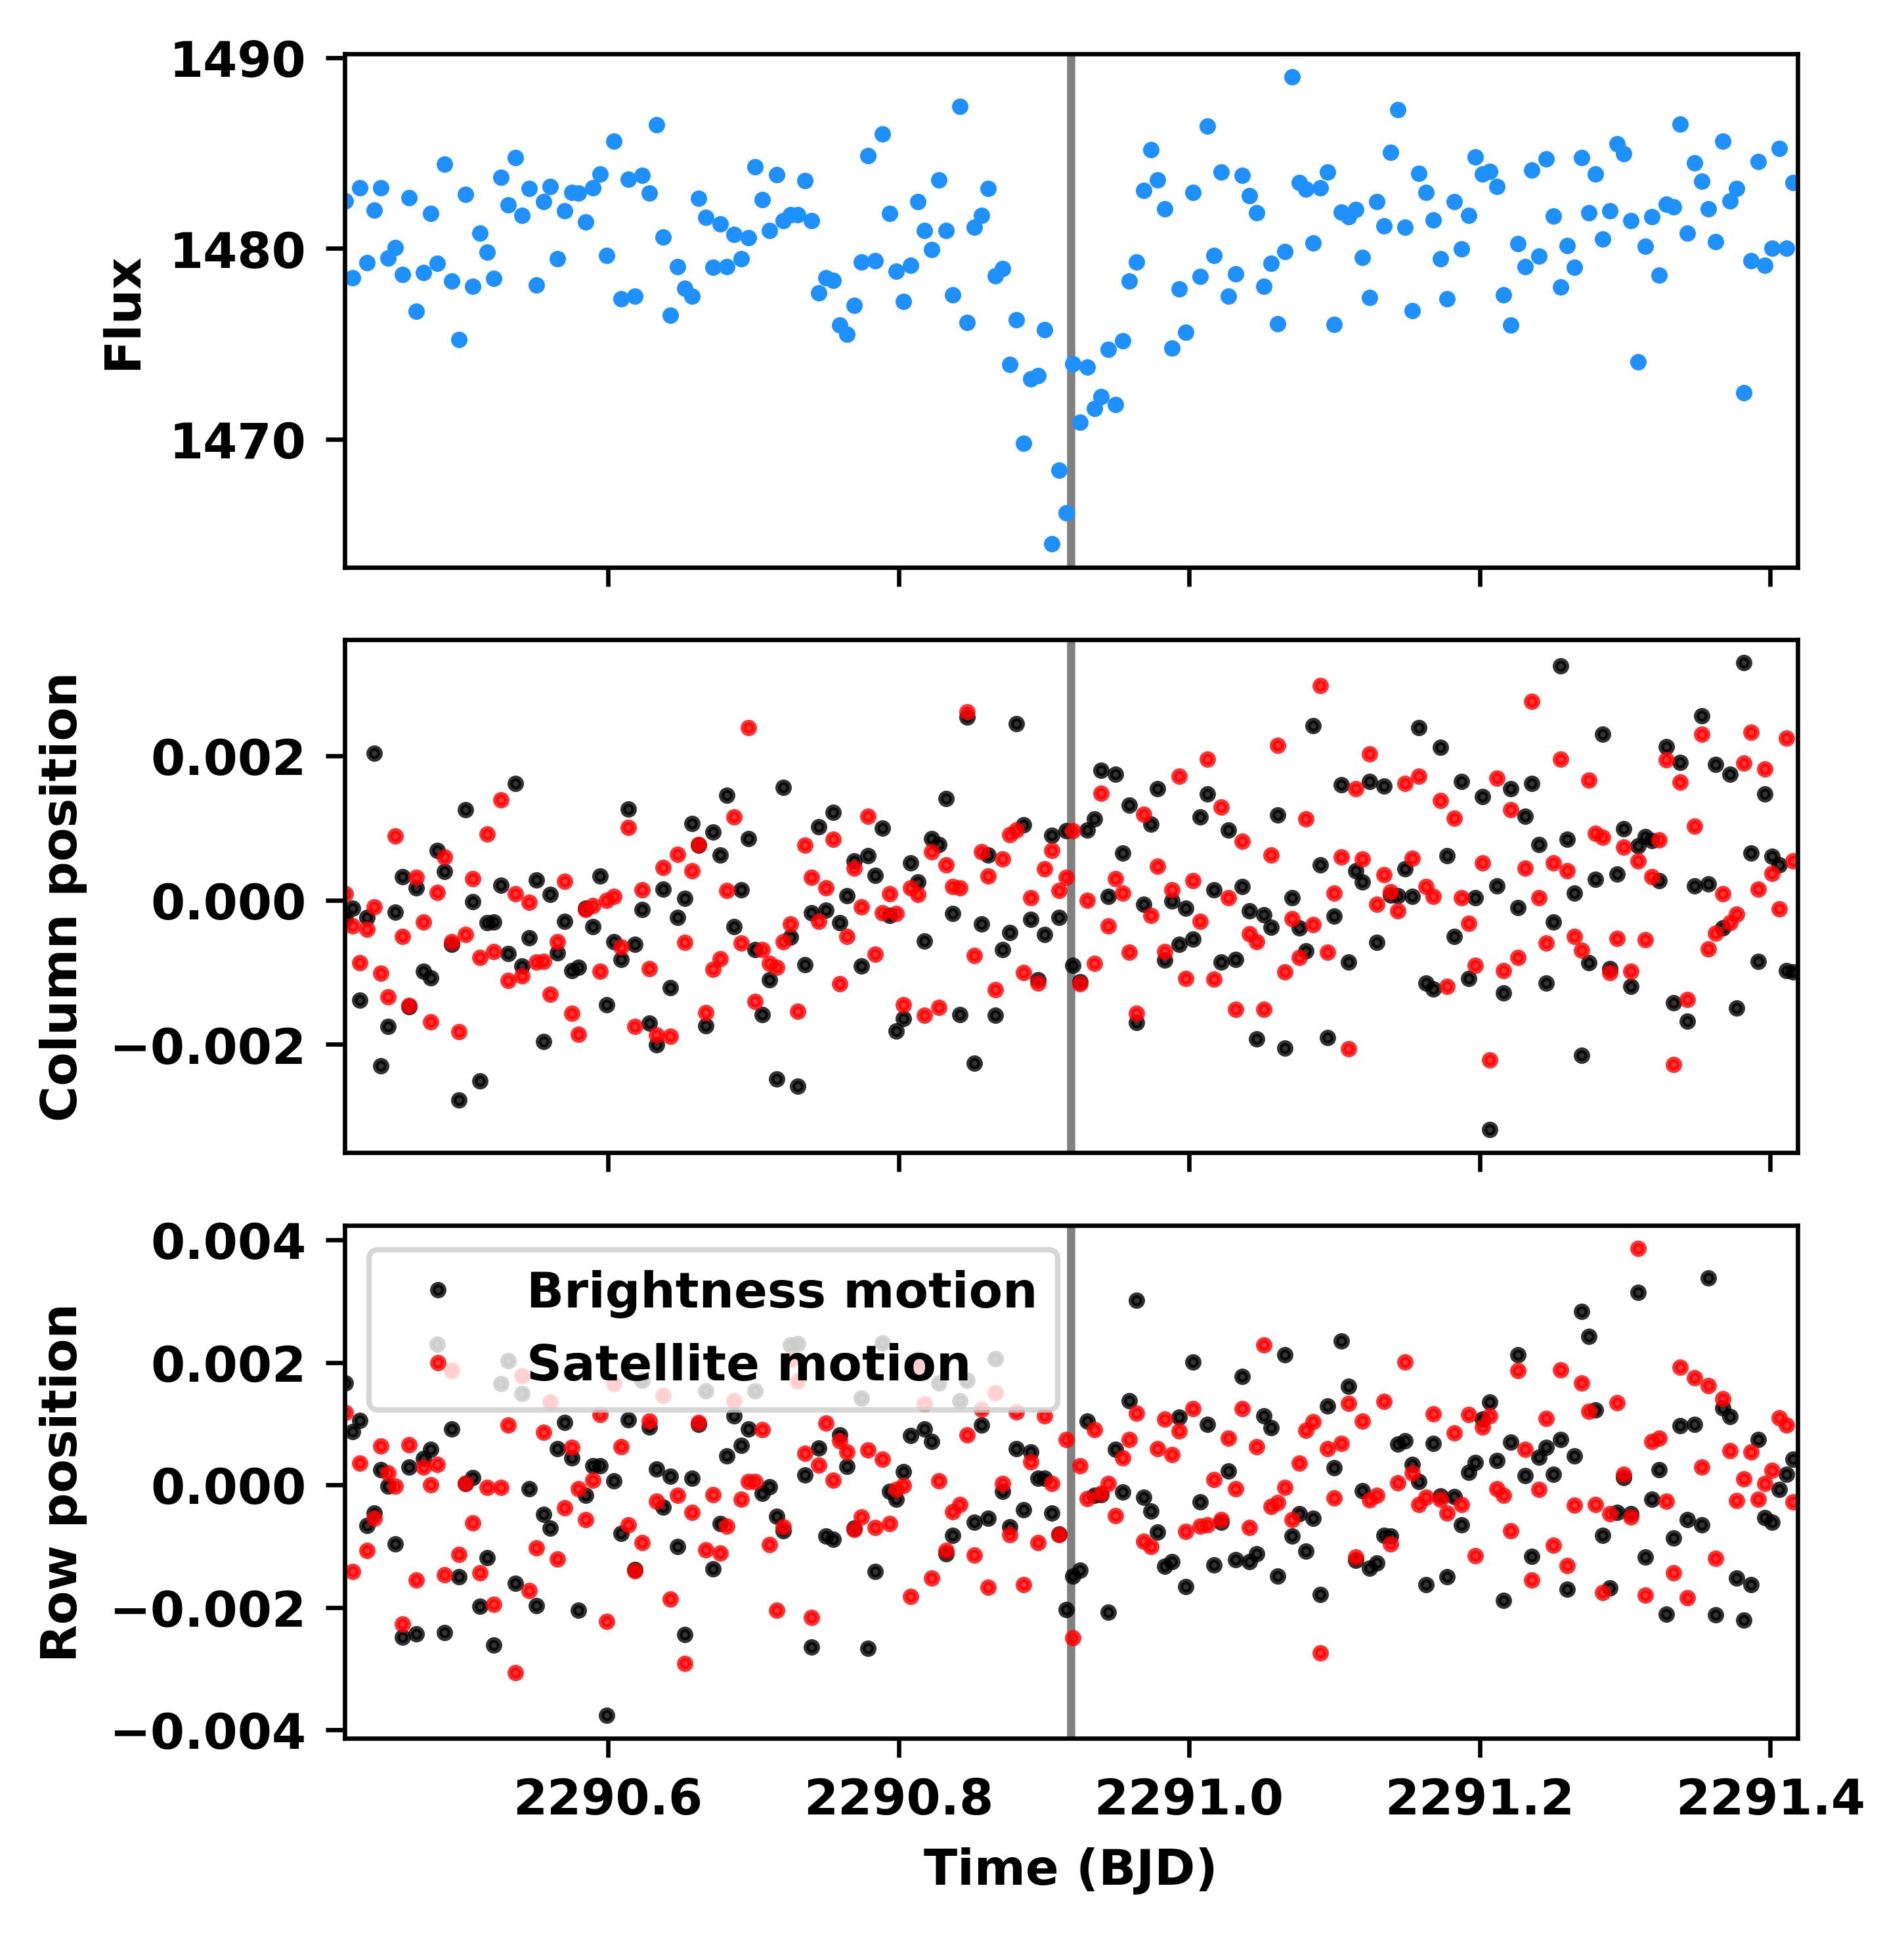 1490
1480
1470
Flux
0.002
0.000
−0.002
Column position
0.004
0.002
0.000
−0.002
−0.004
Row position
Brightness motion
Satellite motion
2290.6 2290.8 2291.0 2291.2 2291.4
Time (BJD)